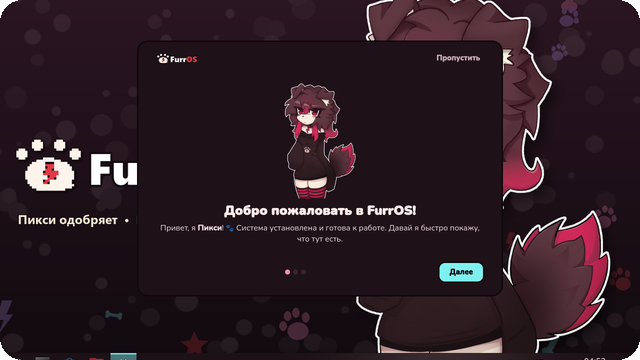 FurrOS
Пропустить
Fu
Пикси одобряет •
Добро пожаловать в FurrOS!
Привет, я Пикси! 🐾 Система установлена и готова к работе. Давай я быстро покажу,
что тут есть.
Далее